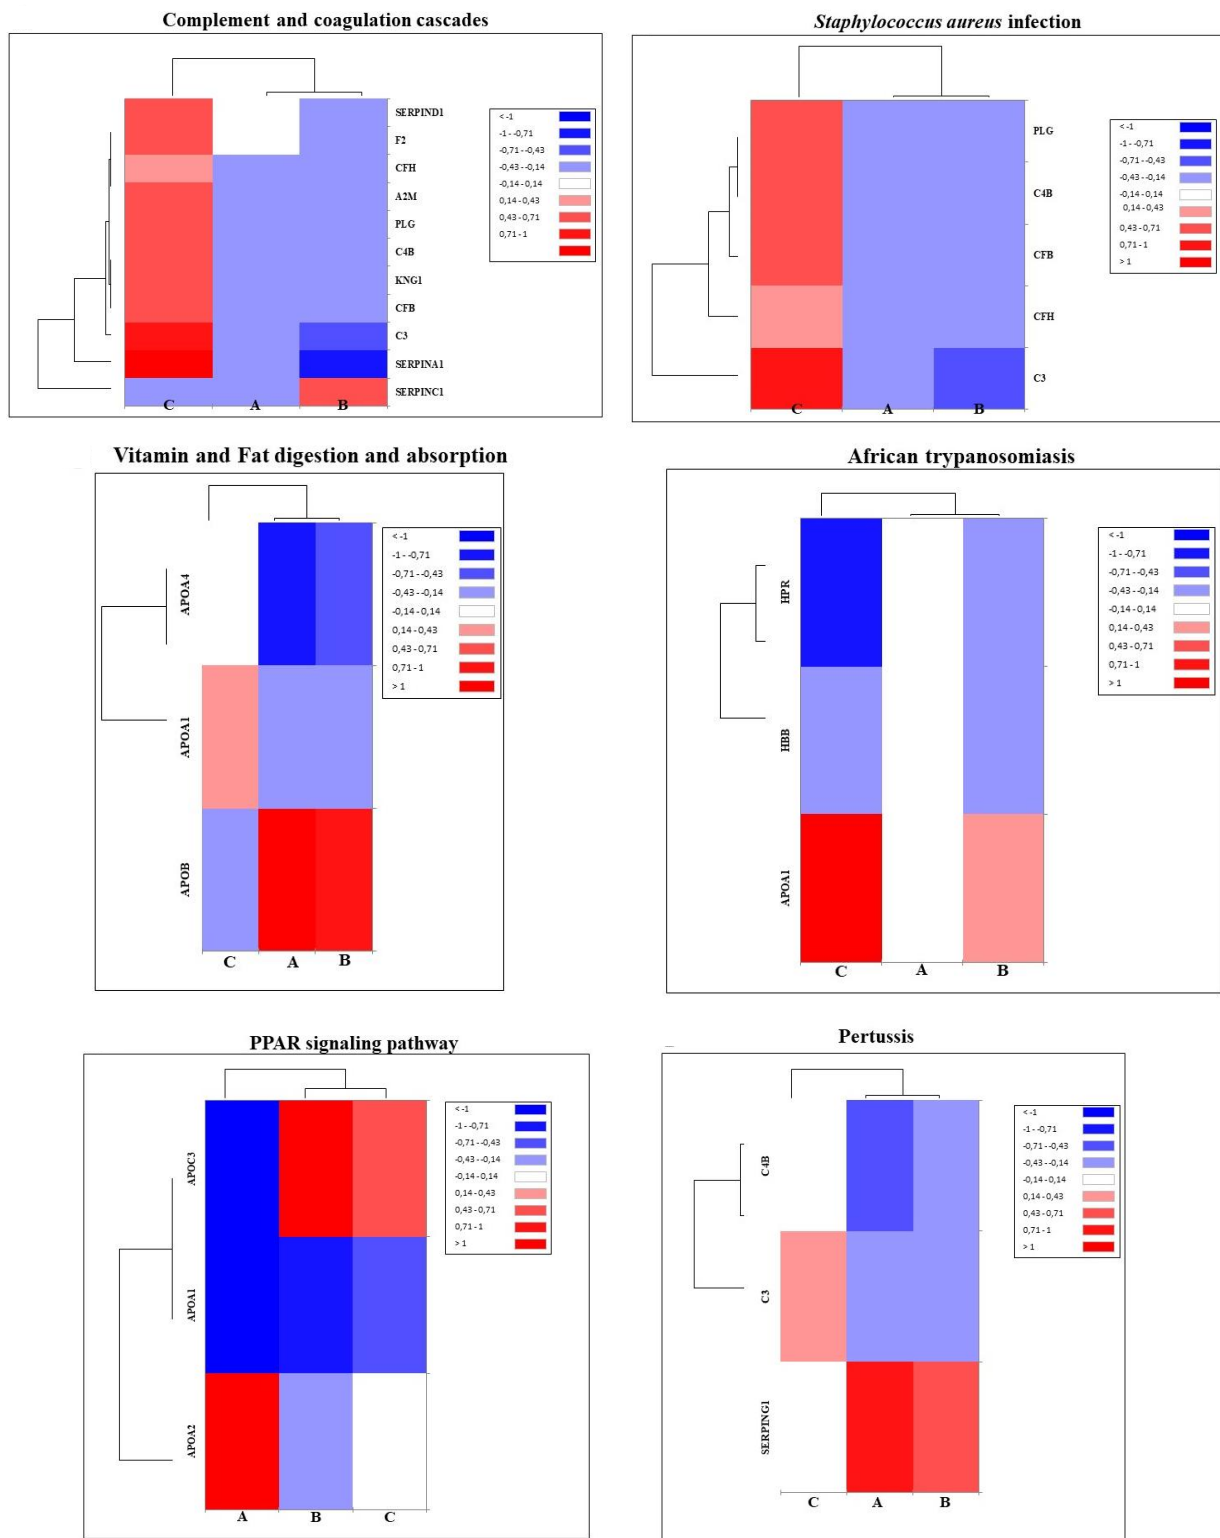 Complement and coagulation cascades
SERPIND1
F2
CFH
A2M
PLG
C4B
KNG1
CFB
C3
SERPINA1
SERPINC1
C A B
< -1
-1 - -0,71
-0,71 - -0,43
-0,43 - -0,14
-0,14 - 0,14
0,14 - 0,43
0,43 - 0,71
0,71 - 1
Staphylococcus aureus infection
PLG
C4B
CFB
CFH
C3
C A B
< -1
-1 - -0,71
-0,71 - -0,43
-0,43 - -0,14
-0,14 - 0,14
0,14 - 0,43
0,43 - 0,71
0,71 - 1
> 1
Vitamin and Fat digestion and absorption
APOA4
APOA1
APOB
C A B
< -1
-1 - -0,71
-0,71 - -0,43
-0,43 - -0,14
-0,14 - 0,14
0,14 - 0,43
0,43 - 0,71
0,71 - 1
> 1
African trypanosomiasis
HPR
HBB
APOA1
C A B
< -1
-1 - -0,71
-0,71 - -0,43
-0,43 - -0,14
-0,14 - 0,14
0,14 - 0,43
0,43 - 0,71
0,71 - 1
> 1
PPAR signaling pathway
APOC3
APOA1
APOA2
A B C
< -1
-1 - -0,71
-0,71 - -0,43
-0,43 - -0,14
-0,14 - 0,14
0,14 - 0,43
0,43 - 0,71
0,71 - 1
> 1
Pertussis
C4B
C3
SERPING1
C A B
< -1
-1 - -0,71
-0,71 - -0,43
-0,43 - -0,14
-0,14 - 0,14
0,14 - 0,43
0,43 - 0,71
0,71 - 1
> 1